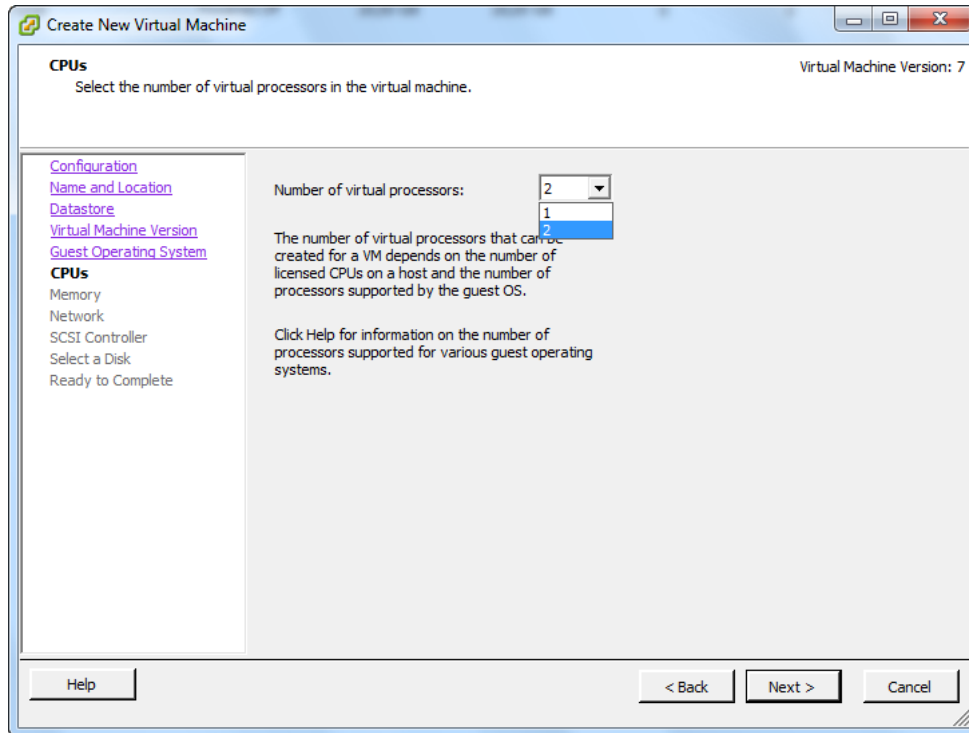 Create New Virtual Machine
CPUs
Virtual Machine Version: 7
Select the number of virtual processors in the virtual machine.
Configuration
Name and Location
Datastore
Virtual Machine Version
Guest Operating System
CPUs
Memory
Network
SCSI Controller
Select a Disk
Ready to Complete
Number of virtual processors:
2
1
2
The number of virtual processors that can be
created for a VM depends on the number of
licensed CPUs on a host and the number of
processors supported by the guest OS.
Click Help for information on the number of
processors supported for various guest operating
systems.
Help
< Back
Next >
Cancel